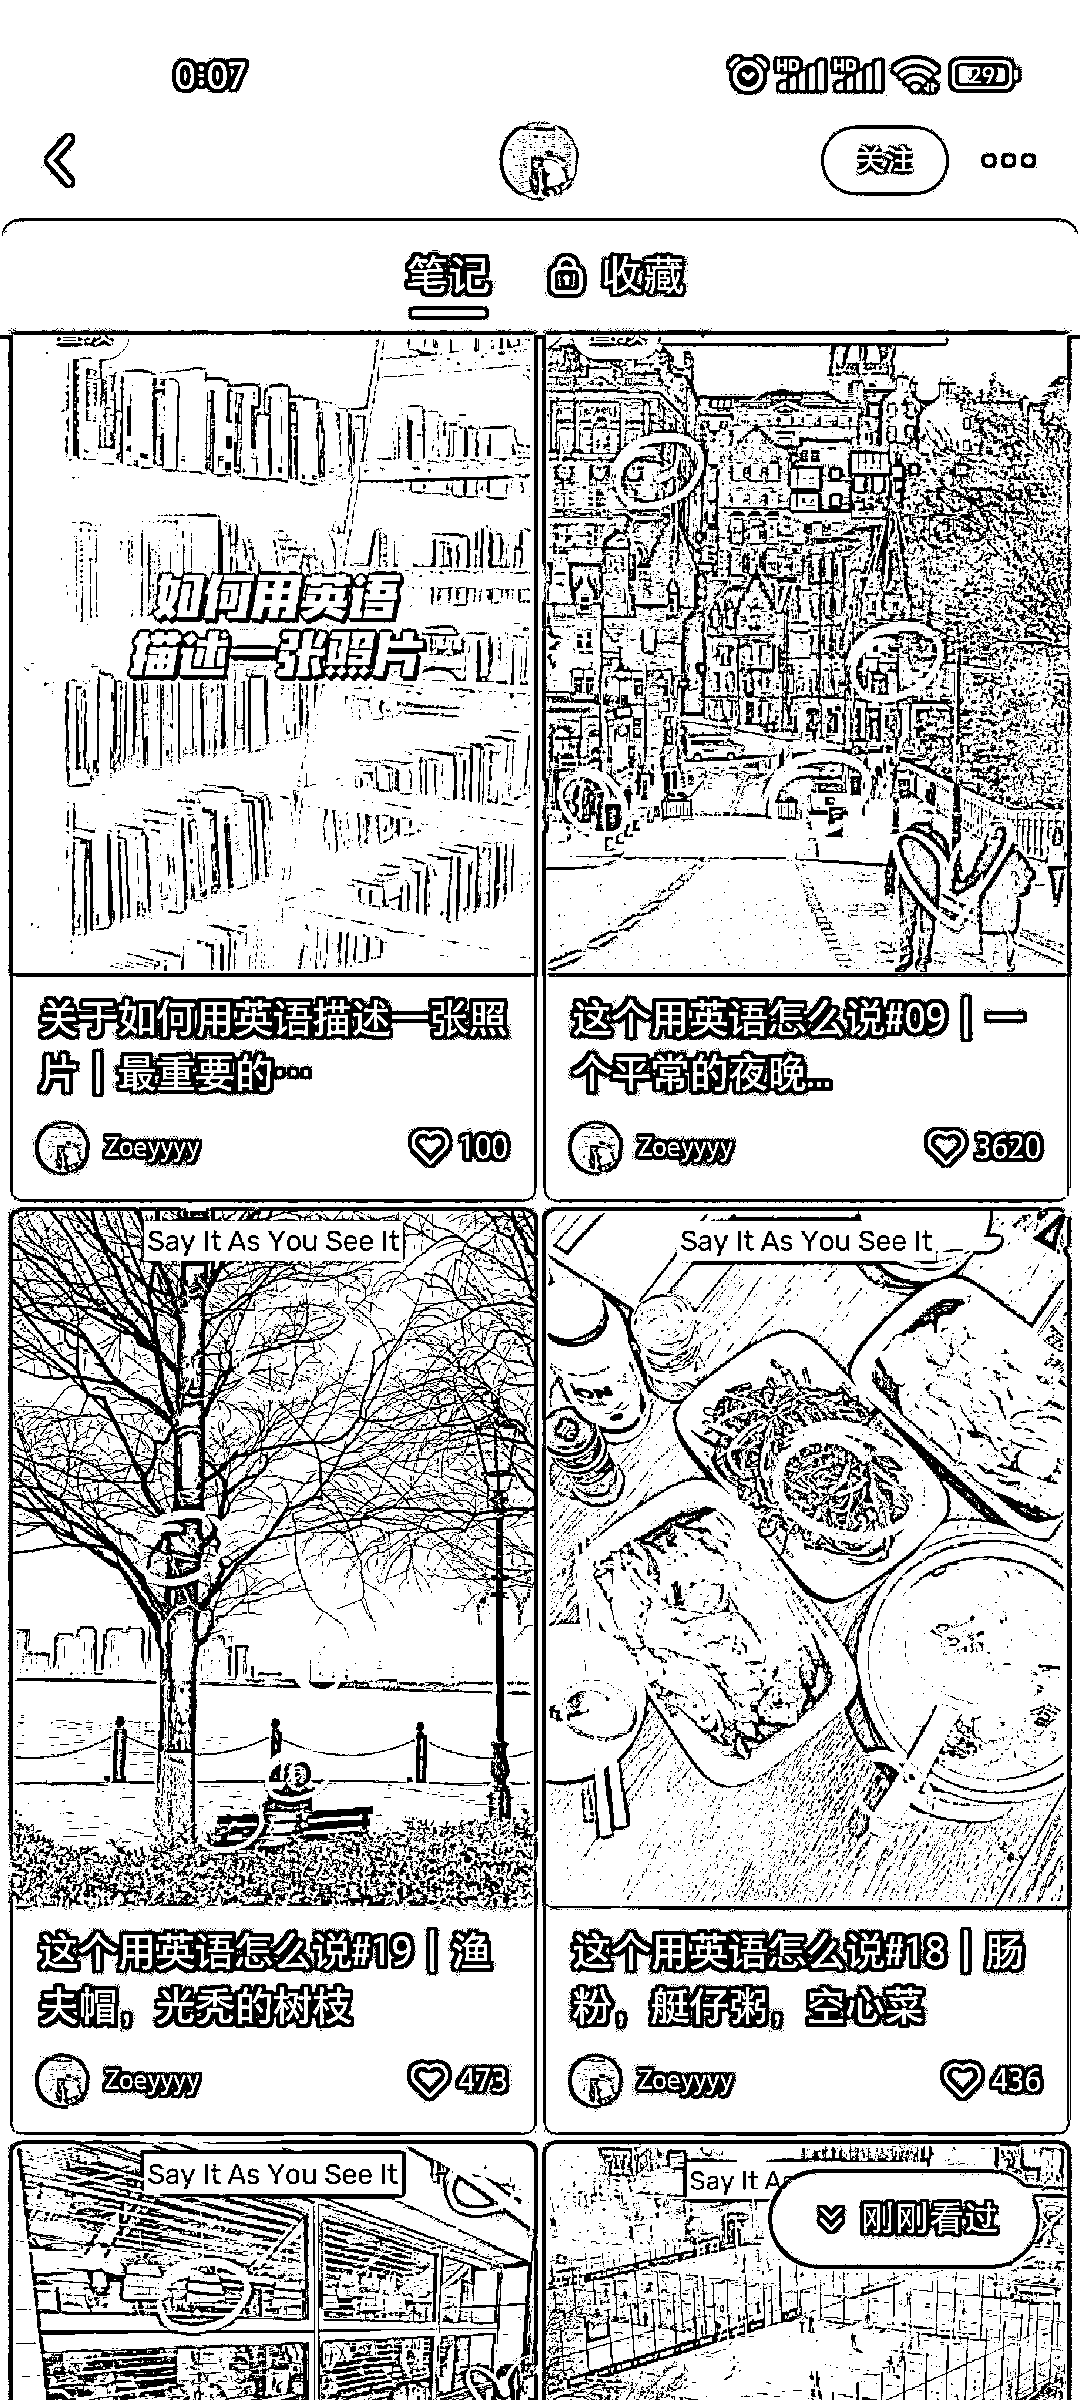 0:07
HD HD 29
关注
笔记 收藏
如何用英语
描述一张照片
关于如何用英语描述一张照
片｜最重要的…
Zoeyyyy 100
这个用英语怎么说#09｜一
个平常的夜晚...
Zoeyyyy 3620
Say It As You See It
这个用英语怎么说#19｜渔
夫帽，光秃的树枝
Zoeyyyy 473
Say It As You See It
这个用英语怎么说#18｜肠
粉，艇仔粥，空心菜
Zoeyyyy 436
Say It As You See It
Say It As
刚刚看过